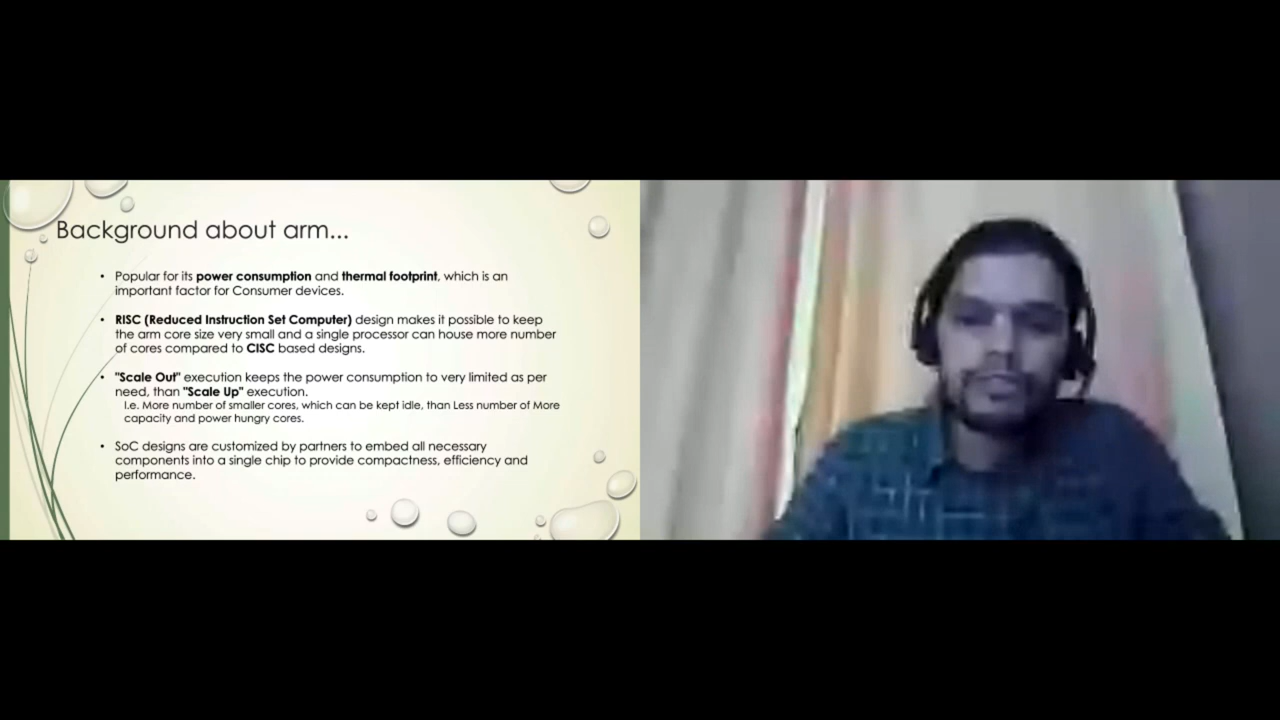 Background about arm...
• Popular for its power consumption and thermal footprint, which is an
important factor for Consumer devices.
• RISC (Reduced Instruction Set Computer) design makes it possible to keep
the arm core size very small and a single processor can house more number
of cores compared to CISC based designs.
• "Scale Out" execution keeps the power consumption to very limited as per
need, than "Scale Up" execution.
I.e. More number of smaller cores, which can be kept idle, than Less number of More
capacity and power hungry cores.
• SoC designs are customized by partners to embed all necessary
components into a single chip to provide compactness, efficiency and
performance.